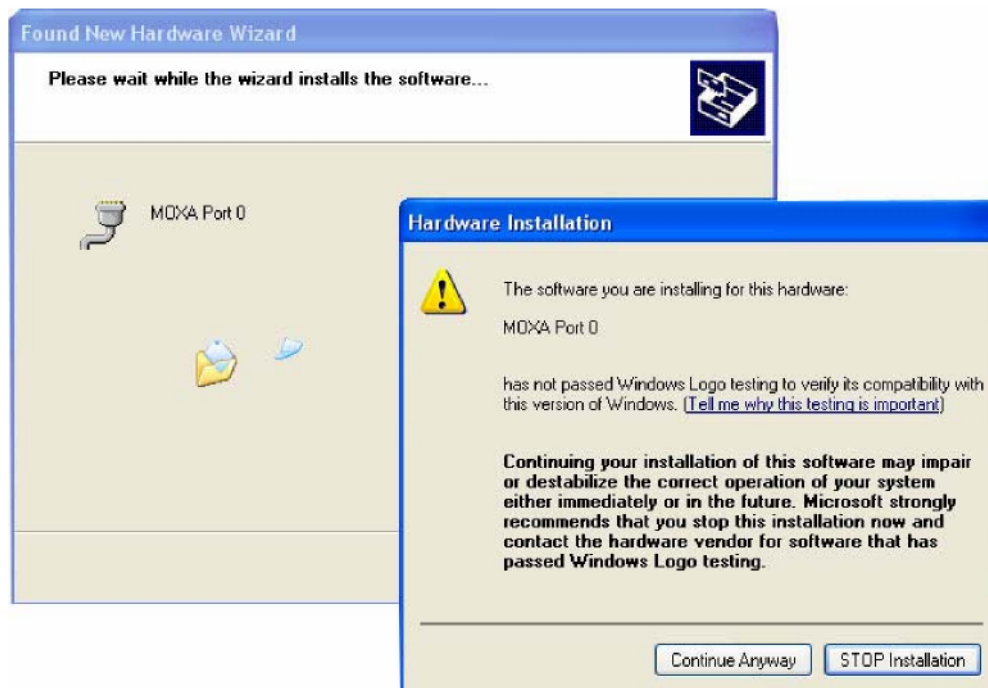 Found New Hardware Wizard
Please wait while the wizard installs the software...
MOXA Port 0
Hardware Installation
The software you are installing for this hardware:
MOXA Port 0
has not passed Windows Logo testing to verify its compatibility with
this version of Windows. (Tell me why this testing is important)
Continuing your installation of this software may impair
or destabilize the correct operation of your system
either immediately or in the future. Microsoft strongly
recommends that you stop this installation now and
contact the hardware vendor for software that has
passed Windows Logo testing.
Continue Anyway
STOP Installation